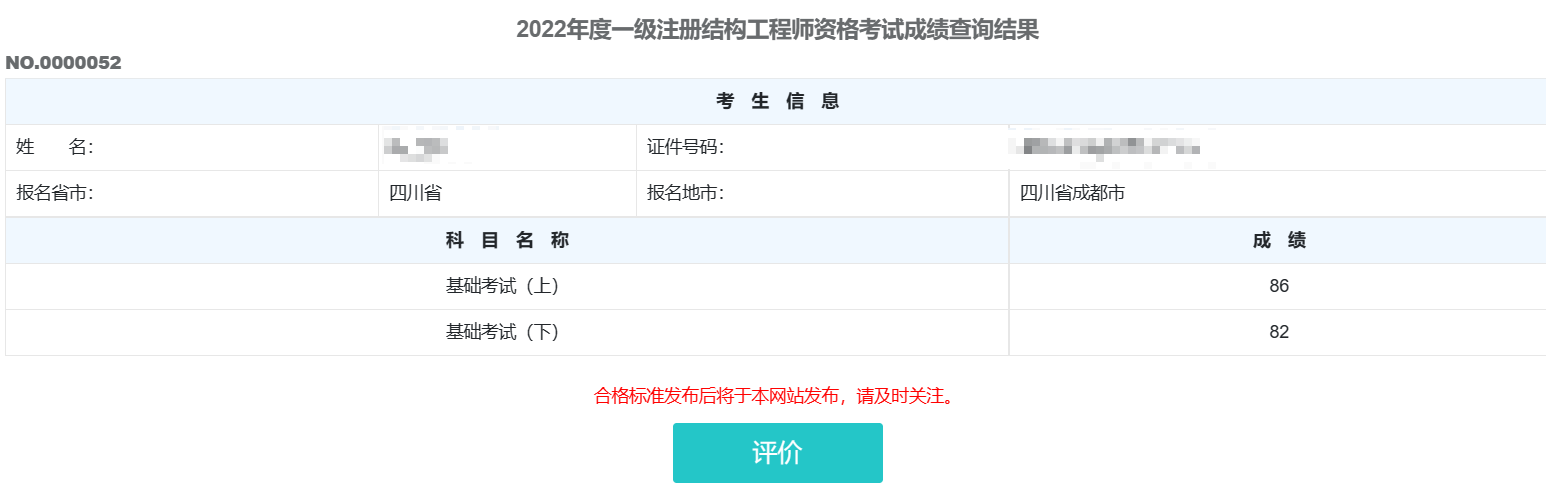 2022年度一级注册结构工程师资格考试成绩查询结果
NO.0000052
考 生 信 息
姓 名： 证件号码：
报名省市： 四川省 报名地市： 四川省成都市
科 目 名 称 成 绩
基础考试（上） 86
基础考试（下） 82
合格标准发布后将于本网站发布，请及时关注。
评价